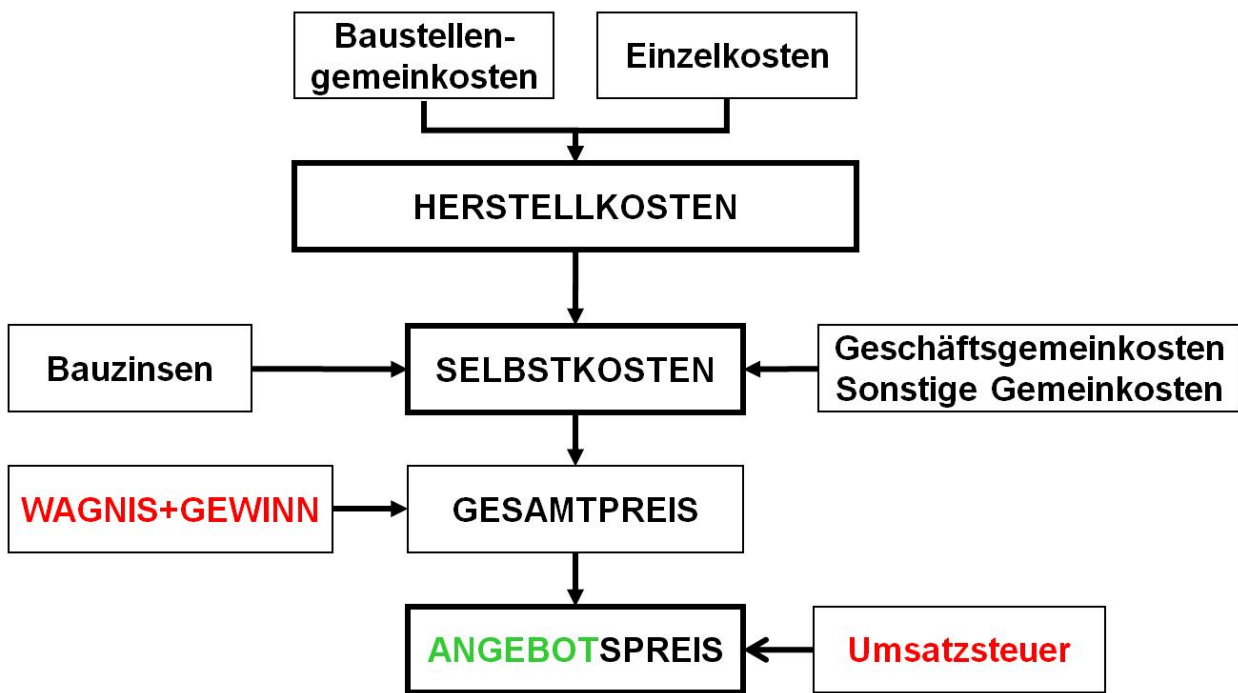 Baustellen-
gemeinkosten
Einzelkosten
HERSTELLKOSTEN
Bauzinsen
SELBSTKOSTEN
Geschäftsgemeinkosten
Sonstige Gemeinkosten
WAGNIS+GEWINN
GESAMTPREIS
ANGEBOTSPREIS
Umsatzsteuer